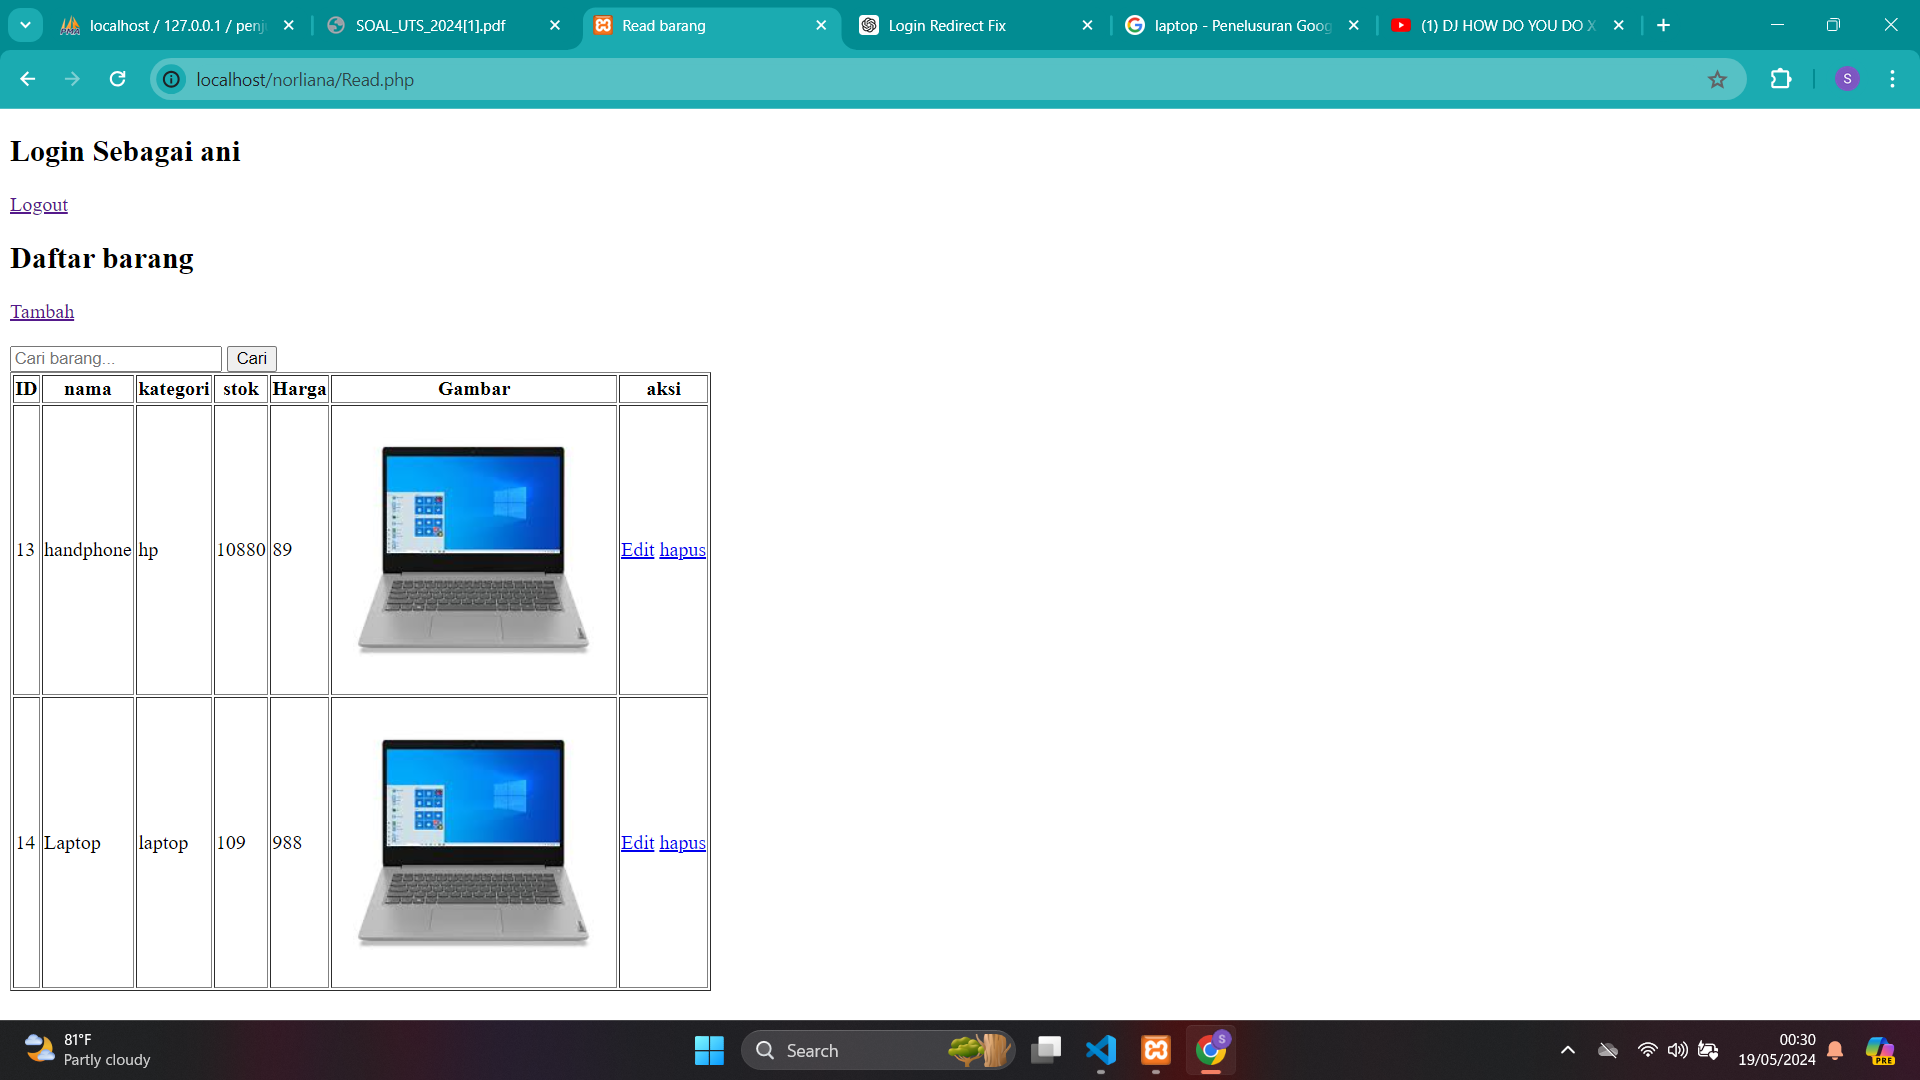 localhost / 127.0.0.1 / penj
SOAL_UTS_2024[1].pdf
Read barang
Login Redirect Fix
laptop - Penelusuran Goog
(1) DJ HOW DO YOU DO X
localhost/norliana/Read.php
S
Login Sebagai ani
Logout
Daftar barang
Tambah
Cari barang... Cari
ID nama kategori stok Harga Gambar aksi
13 handphone hp 10880 89 Edit hapus
14 Laptop laptop 109 988 Edit hapus
81°F
Partly cloudy
Search
S
00:30
19/05/2024
PRE